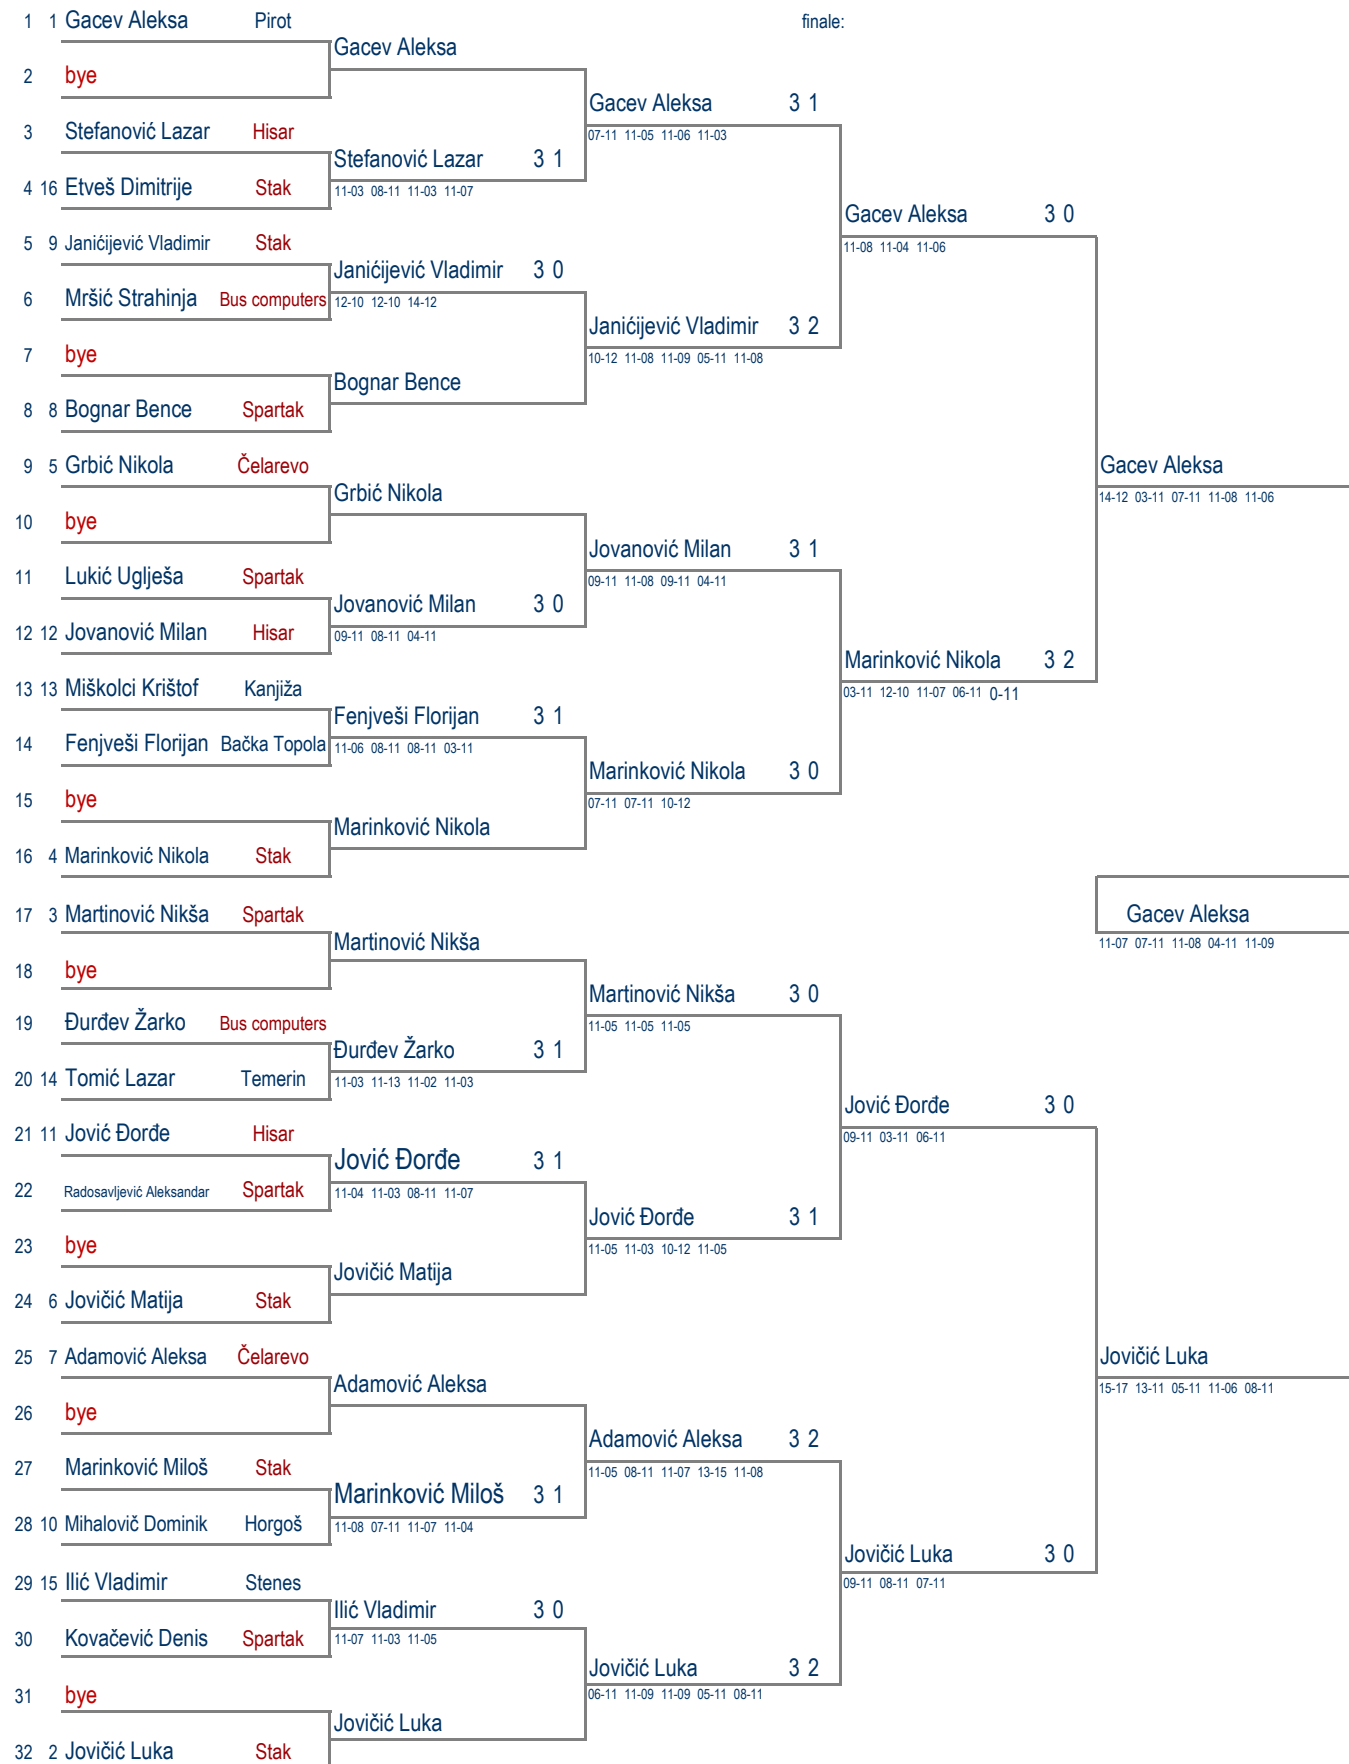 1 1 Gacev Aleksa Pirot finale:
Gacev Aleksa
2 bye
Gacev Aleksa 3 1
3 Stefanović Lazar Hisar 07-11 11-05 11-06 11-03
Stefanović Lazar 3 1
4 16 Etveš Dimitrije Stak 11-03 08-11 11-03 11-07
Gacev Aleksa 3 0
5 9 Janićijević Vladimir Stak 11-08 11-04 11-06
Janićijević Vladimir 3 0
6 Mršić Strahinja Bus computers 12-10 12-10 14-12
Janićijević Vladimir 3 2
7 bye 10-12 11-08 11-09 05-11 11-08
Bognar Bence
8 8 Bognar Bence Spartak
9 5 Grbić Nikola Čelarevo Gacev Aleksa
Grbić Nikola 14-12 03-11 07-11 11-08 11-06
10 bye
Jovanović Milan 3 1
11 Lukić Uglješa Spartak 09-11 11-08 09-11 04-11
Jovanović Milan 3 0
12 12 Jovanović Milan Hisar 09-11 08-11 04-11
Marinković Nikola 3 2
13 13 Miškolci Krištof Kanjiža 03-11 12-10 11-07 06-11 0-11
Fenjveši Florijan 3 1
14 Fenjveši Florijan Bačka Topola 11-06 08-11 08-11 03-11
Marinković Nikola 3 0
15 bye 07-11 07-11 10-12
Marinković Nikola
16 4 Marinković Nikola Stak
17 3 Martinović Nikša Spartak Gacev Aleksa
Martinović Nikša 11-07 07-11 11-08 04-11 11-09
18 bye
Martinović Nikša 3 0
19 Đurđev Žarko Bus computers 11-05 11-05 11-05
Đurđev Žarko 3 1
20 14 Tomić Lazar Temerin 11-03 11-13 11-02 11-03
Jović Đorđe 3 0
21 11 Jović Đorđe Hisar 09-11 03-11 06-11
Jović Đorđe 3 1
22 Radosavljević Aleksandar Spartak 11-04 11-03 08-11 11-07
Jović Đorđe 3 1
23 bye 11-05 11-03 10-12 11-05
Jovičić Matija
24 6 Jovičić Matija Stak
25 7 Adamović Aleksa Čelarevo Jovičić Luka
Adamović Aleksa 15-17 13-11 05-11 11-06 08-11
26 bye
Adamović Aleksa 3 2
27 Marinković Miloš Stak 11-05 08-11 11-07 13-15 11-08
Marinković Miloš 3 1
28 10 Mihalovič Dominik Horgoš 11-08 07-11 11-07 11-04
Jovičić Luka 3 0
29 15 Ilić Vladimir Stenes 09-11 08-11 07-11
Ilić Vladimir 3 0
30 Kovačević Denis Spartak 11-07 11-03 11-05
Jovičić Luka 3 2
31 bye 06-11 11-09 11-09 05-11 08-11
Jovičić Luka
32 2 Jovičić Luka Stak